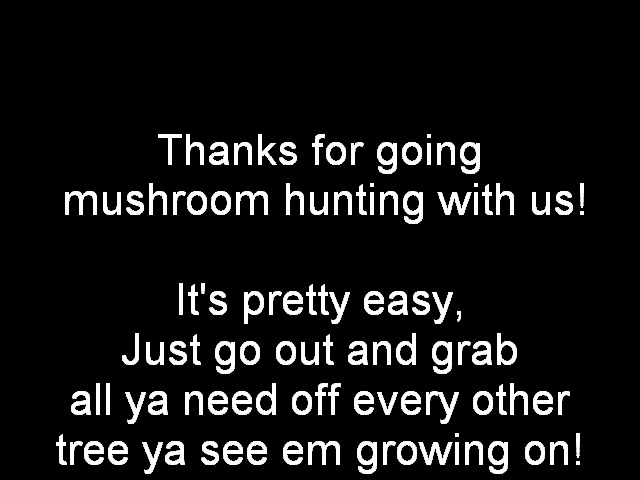 Thanks for going
mushroom hunting with us!
It's pretty easy,
Just go out and grab
all ya need off every other
tree ya see em growing on!